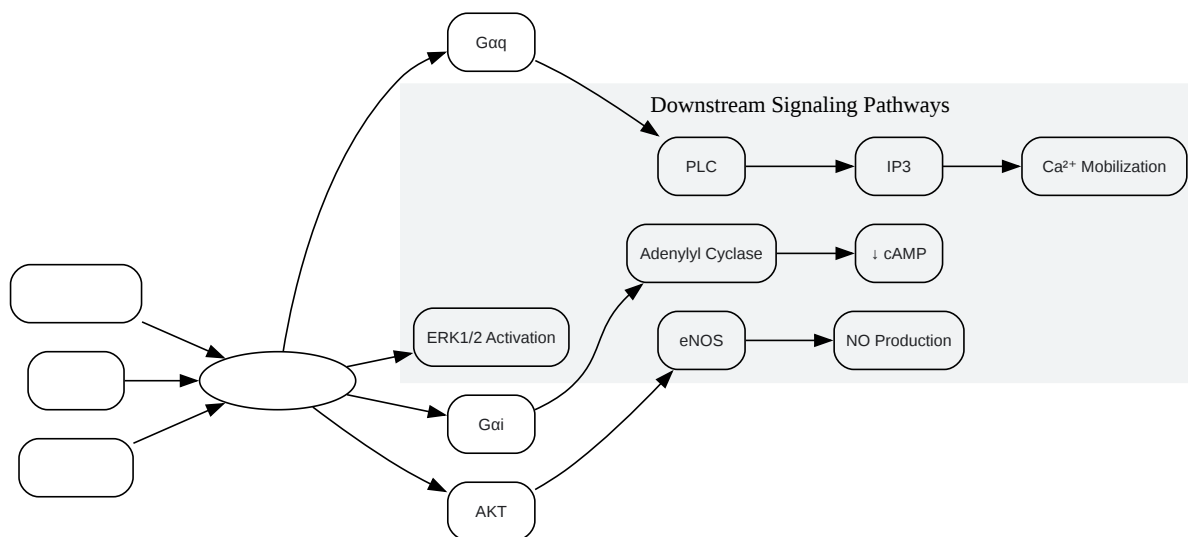 Gαq
Downstream Signaling Pathways
PLC
IP3
Ca²⁺ Mobilization
Adenylyl Cyclase
↓ cAMP
ERK1/2 Activation
eNOS
NO Production
Gαi
AKT